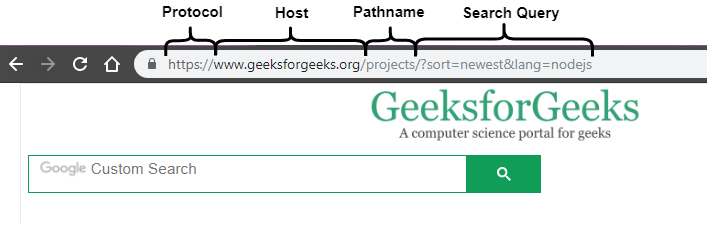 Protocol Host Pathname Search Query
https://www.geeksforgeeks.org/projects/?sort=newest&lang=nodejs
GeeksforGeeks
A computer science portal for geeks
Google Custom Search